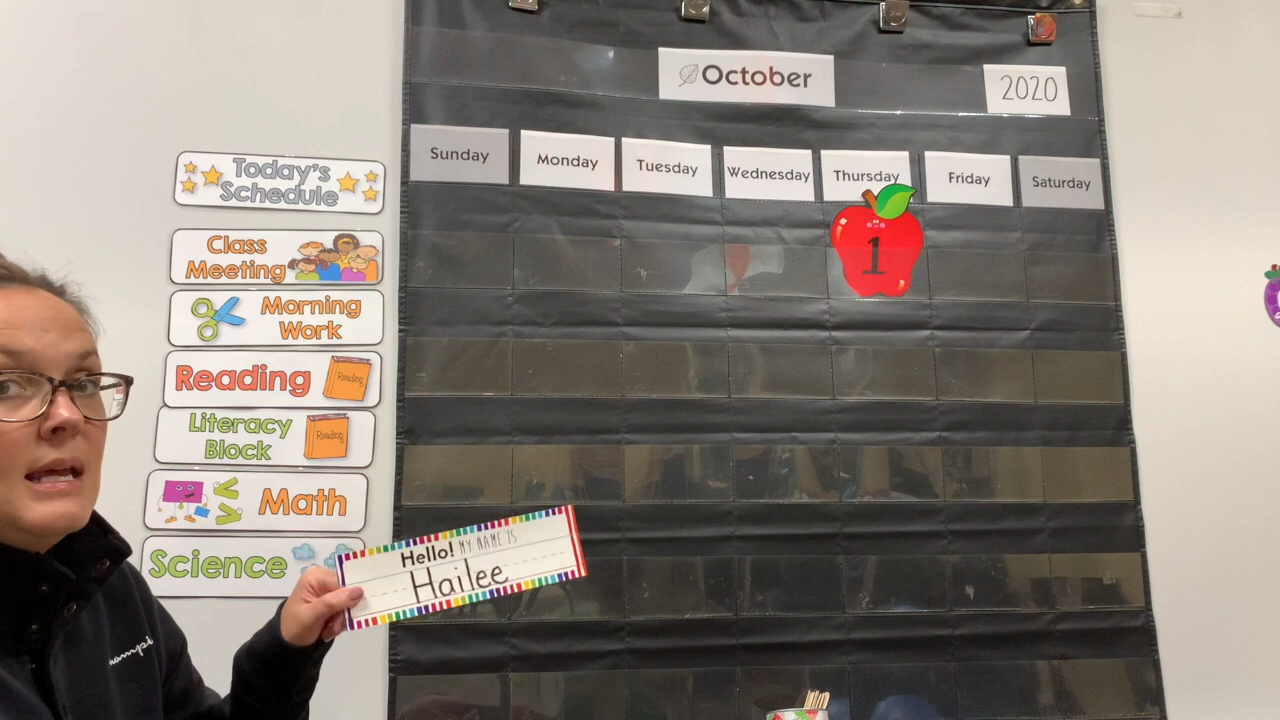 October
2020
Sunday
Monday
Tuesday
Wednesday
Thursday
Friday
Saturday
1
Today's
Schedule
Class
Meeting
Morning
Work
Reading
Reading
Literacy
Block
Reading
Math
Science
Hello! MY NAME IS
Hailee